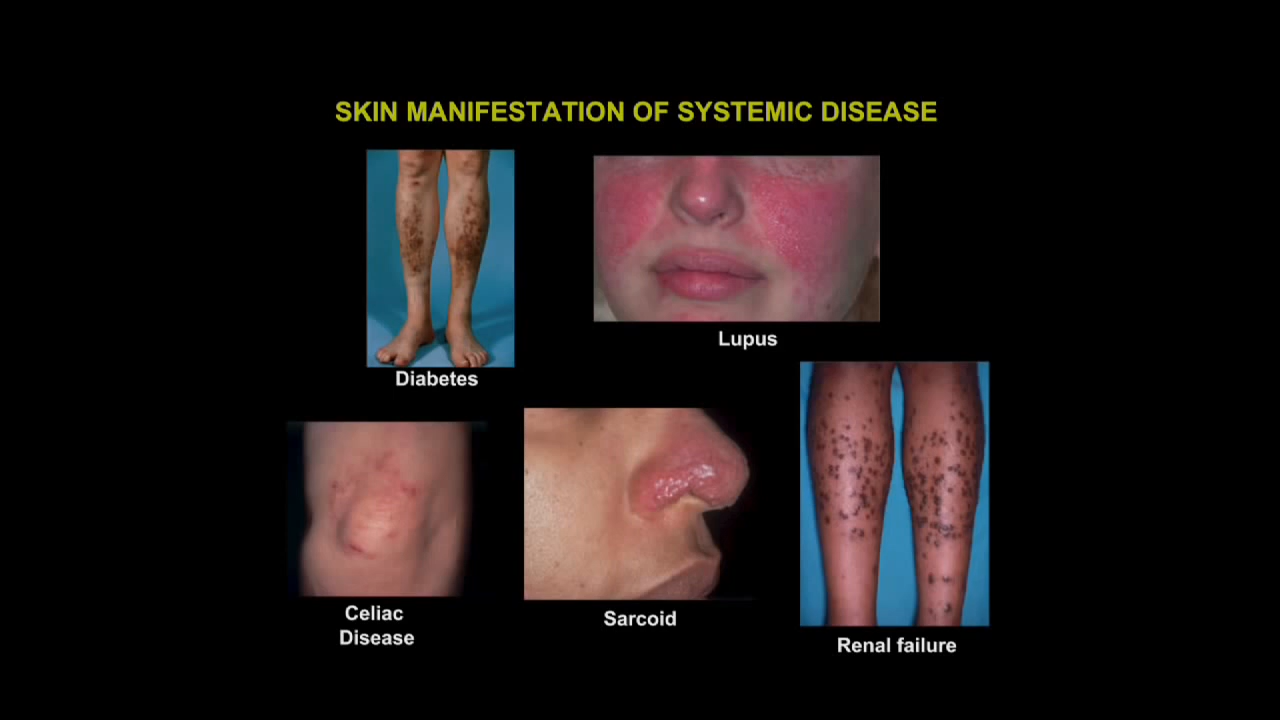 SKIN MANIFESTATION OF SYSTEMIC DISEASE
Diabetes
Lupus
Celiac
Disease
Sarcoid
Renal failure